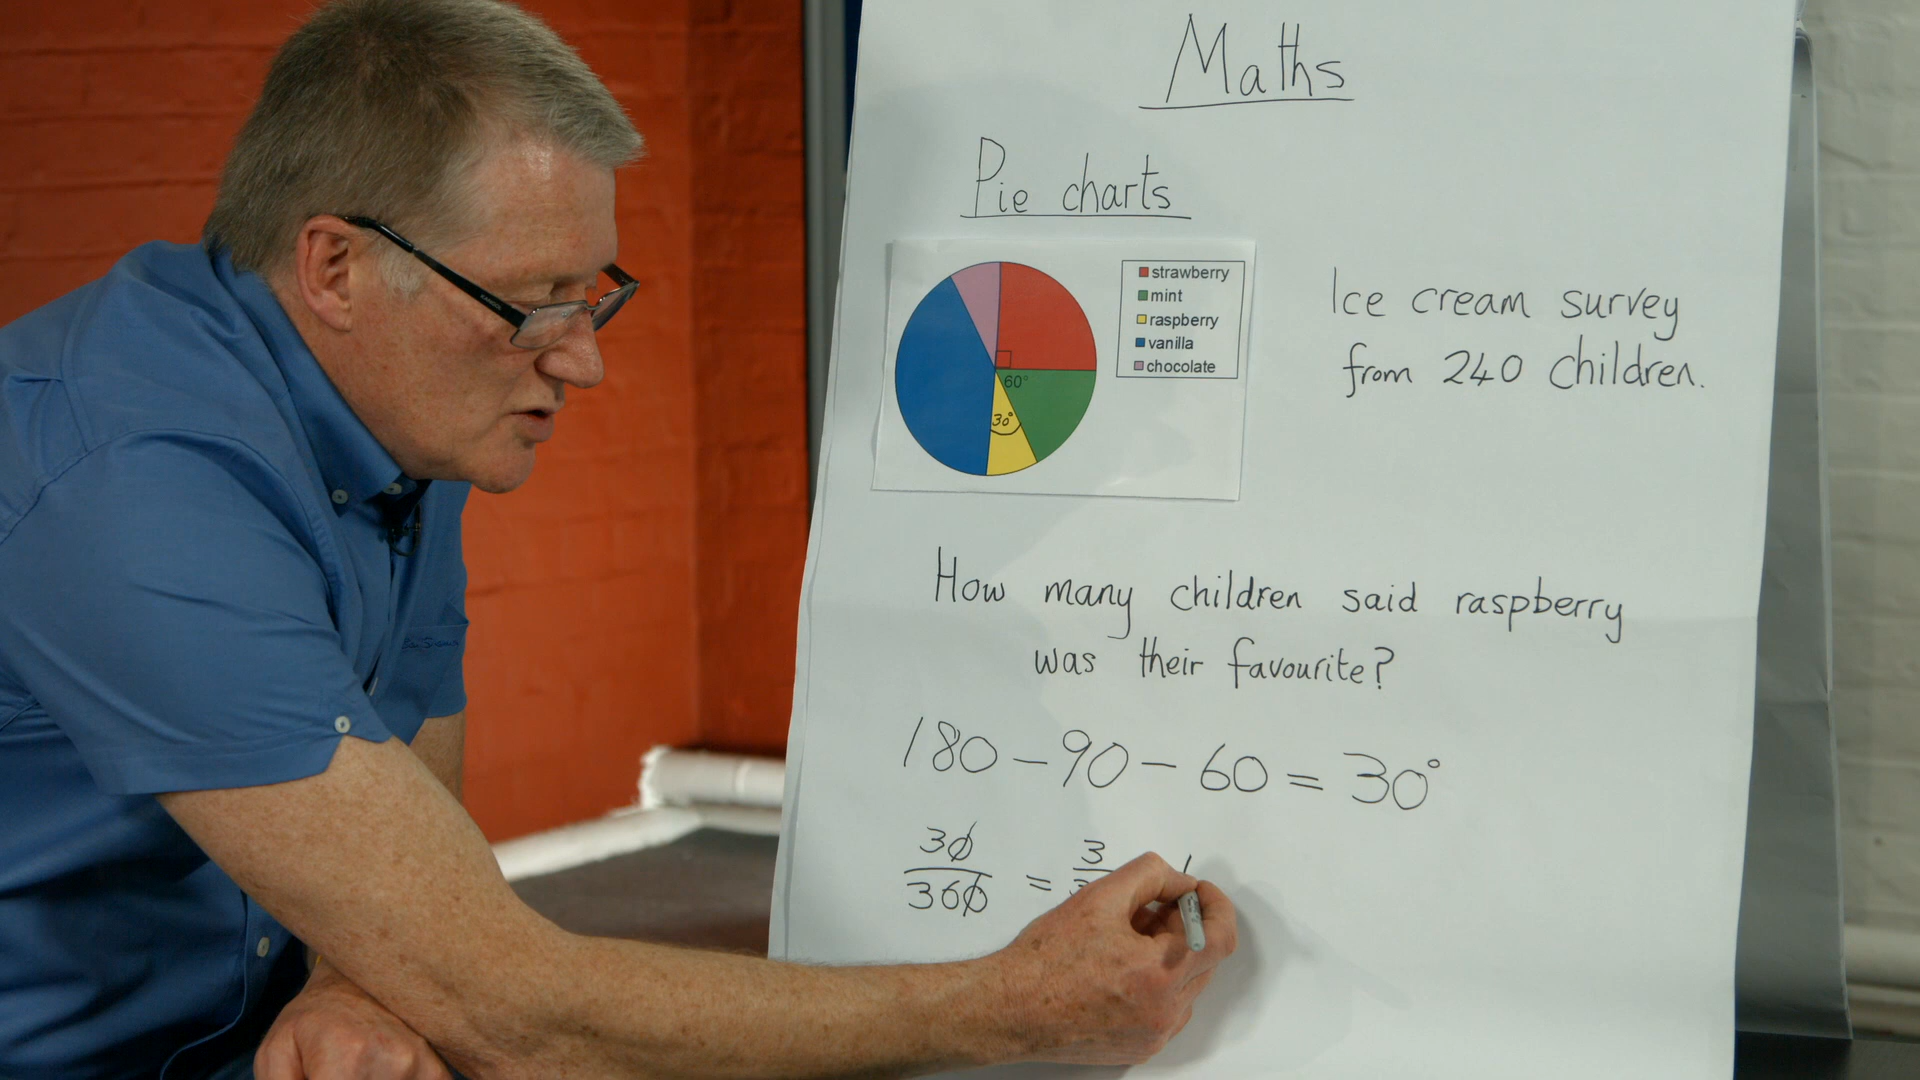 Maths
Pie charts
strawberry
mint
raspberry
vanilla
chocolate
60°
30°
Ice cream survey
from 240 children.
How many children said raspberry
was their favourite?
180 - 90 - 60 = 30°
30/360 = 3/